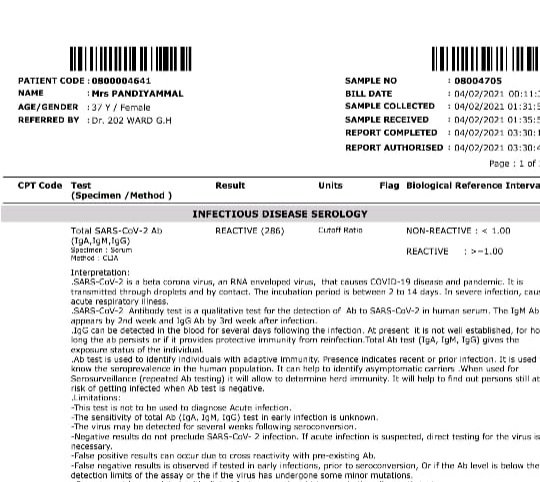 PATIENT CODE : 0800004641
NAME : Mrs PANDIYAMMAL
AGE/GENDER : 37 Y / Female
REFERRED BY : Dr. 202 WARD G.H
SAMPLE NO : 08004705
BILL DATE : 04/02/2021 00:11:
SAMPLE COLLECTED : 04/02/2021 01:31:5
SAMPLE RECEIVED : 04/02/2021 01:35:5
REPORT COMPLETED : 04/02/2021 03:30:1
REPORT AUTHORISED : 04/02/2021 03:30:4
Page : 1 of
CPT Code Test Result Units Flag Biological Reference Interva
(Specimen /Method )
INFECTIOUS DISEASE SEROLOGY
Total SARS-CoV-2 Ab REACTIVE (286) Cutoff Ratio NON-REACTIVE : < 1.00
(IgA,IgM,IgG)
Specimen : Serum REACTIVE : >=1.00
Method : CLIA
Interpretation:
.SARS-CoV-2 is a beta corona virus, an RNA enveloped virus, that causes COVID-19 disease and pandemic. It is
transmitted through droplets and by contact. The incubation period is between 2 to 14 days. In severe infection, cau
acute respiratory illness.
.SARS-CoV-2 Antibody test is a qualitative test for the detection of Ab to SARS-CoV-2 in human serum. The IgM Ab
appears by 2nd week and IgG Ab by 3rd week after infection.
.IgG can be detected in the blood for several days following the infection. At present it is not well established, for ho
long the ab persists or if it provides protective immunity from reinfection.Total Ab test (IgA, IgM, IgG) gives the
exposure status of the individual.
.Ab test is used to identify individuals with adaptive immunity. Presence indicates recent or prior infection. It is used
know the seroprevalence in the human population. It can help to identify asymptomatic carriers .When used for
Serosurveillance (repeated Ab testing) it will allow to determine herd immunity. It will help to find out persons still at
risk of getting infected when Ab test is negative.
.Limitations:
-This test is not to be used to diagnose Acute infection.
-The sensitivity of total Ab (IgA, IgM, IgG) test in early infection is unknown.
-The virus may be detected for several weeks following seroconversion.
-Negative results do not preclude SARS-CoV- 2 infection. If acute infection is suspected, direct testing for the virus is
necessary.
-False positive results can occur due to cross reactivity with pre-existing Ab.
-False negative results is observed if tested in early infections, prior to seroconversion, Or if the Ab level is below the
detection limits of the assay or the if the virus has undergone some minor mutations.